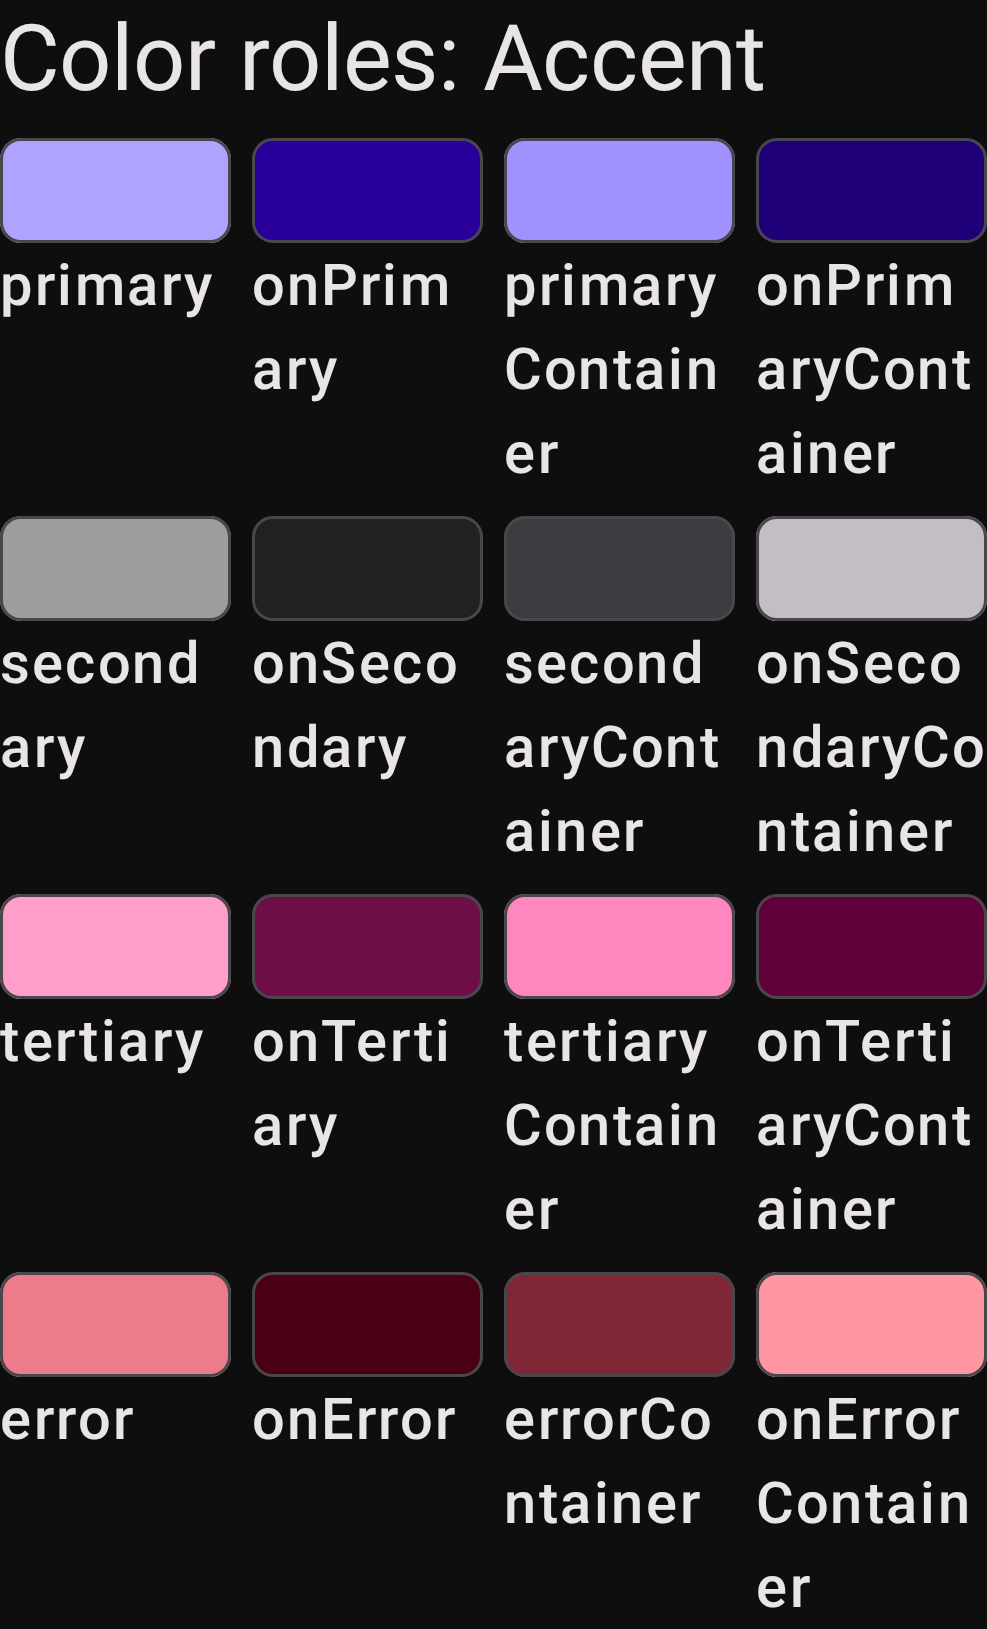 Color roles: Accent
primary
onPrim
ary
primary
Contain
er
onPrim
aryCont
ainer
second
ary
onSeco
ndary
second
aryCont
ainer
onSeco
ndaryCo
ntainer
tertiary
onTerti
ary
tertiary
Contain
er
onTerti
aryCont
ainer
error
onError
errorCo
ntainer
onError
Contain
er